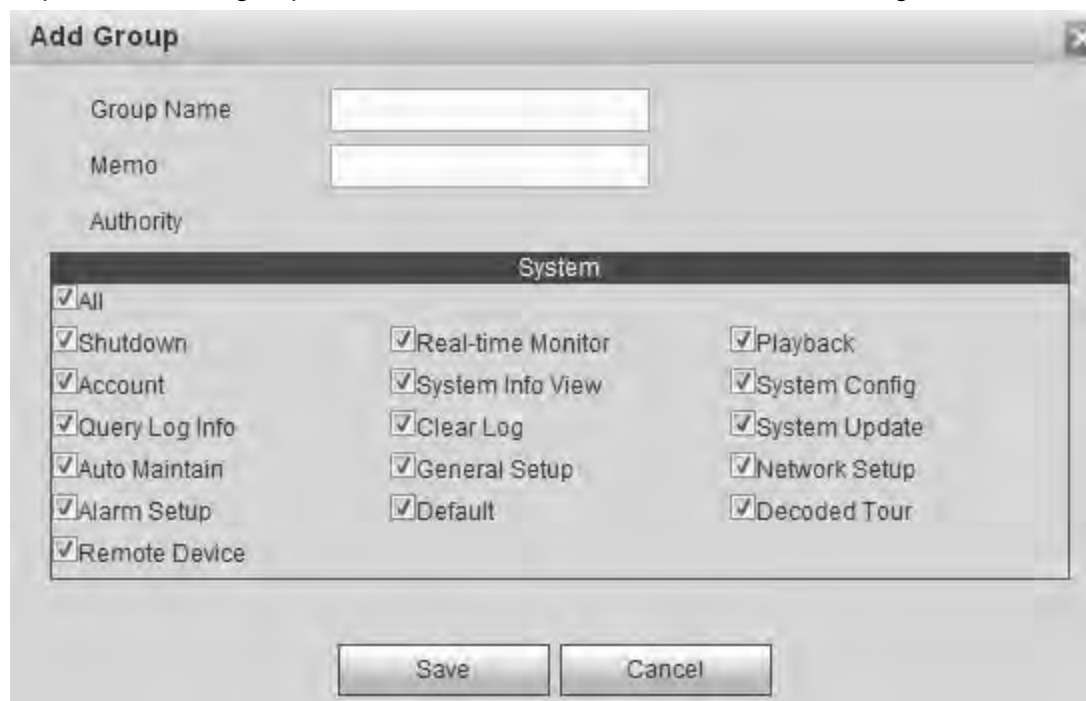 Add Group
Group Name
Memo
Authority
System
All
Shutdown Real-time Monitor Playback
Account System Info View System Config
Query Log Info Clear Log System Update
Auto Maintain General Setup Network Setup
Alarm Setup Default Decoded Tour
Remote Device
Save Cancel